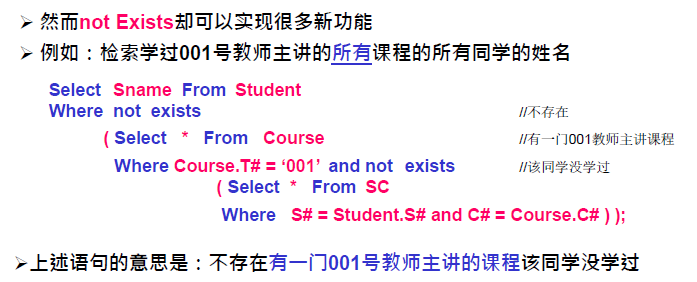 ➢ 然而not Exists却可以实现很多新功能
➢ 例如：检索学过001号教师主讲的所有课程的所有同学的姓名
Select Sname From Student
Where not exists //不存在
( Select * From Course //有一门001教师主讲课程
Where Course.T# = ‘001’ and not exists //该同学没学过
( Select * From SC
Where S# = Student.S# and C# = Course.C# ) );
➢上述语句的意思是：不存在有一门001号教师主讲的课程该同学没学过